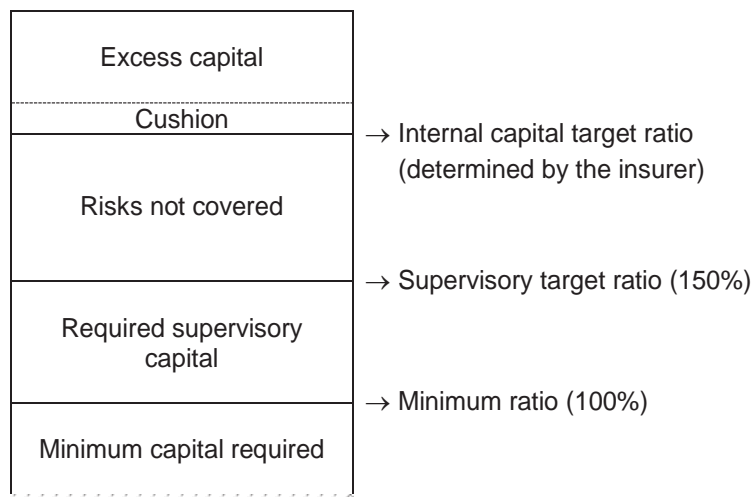 Excess capital
Cushion
→ Internal capital target ratio
(determined by the insurer)
Risks not covered
→ Supervisory target ratio (150%)
Required supervisory
capital
→ Minimum ratio (100%)
Minimum capital required